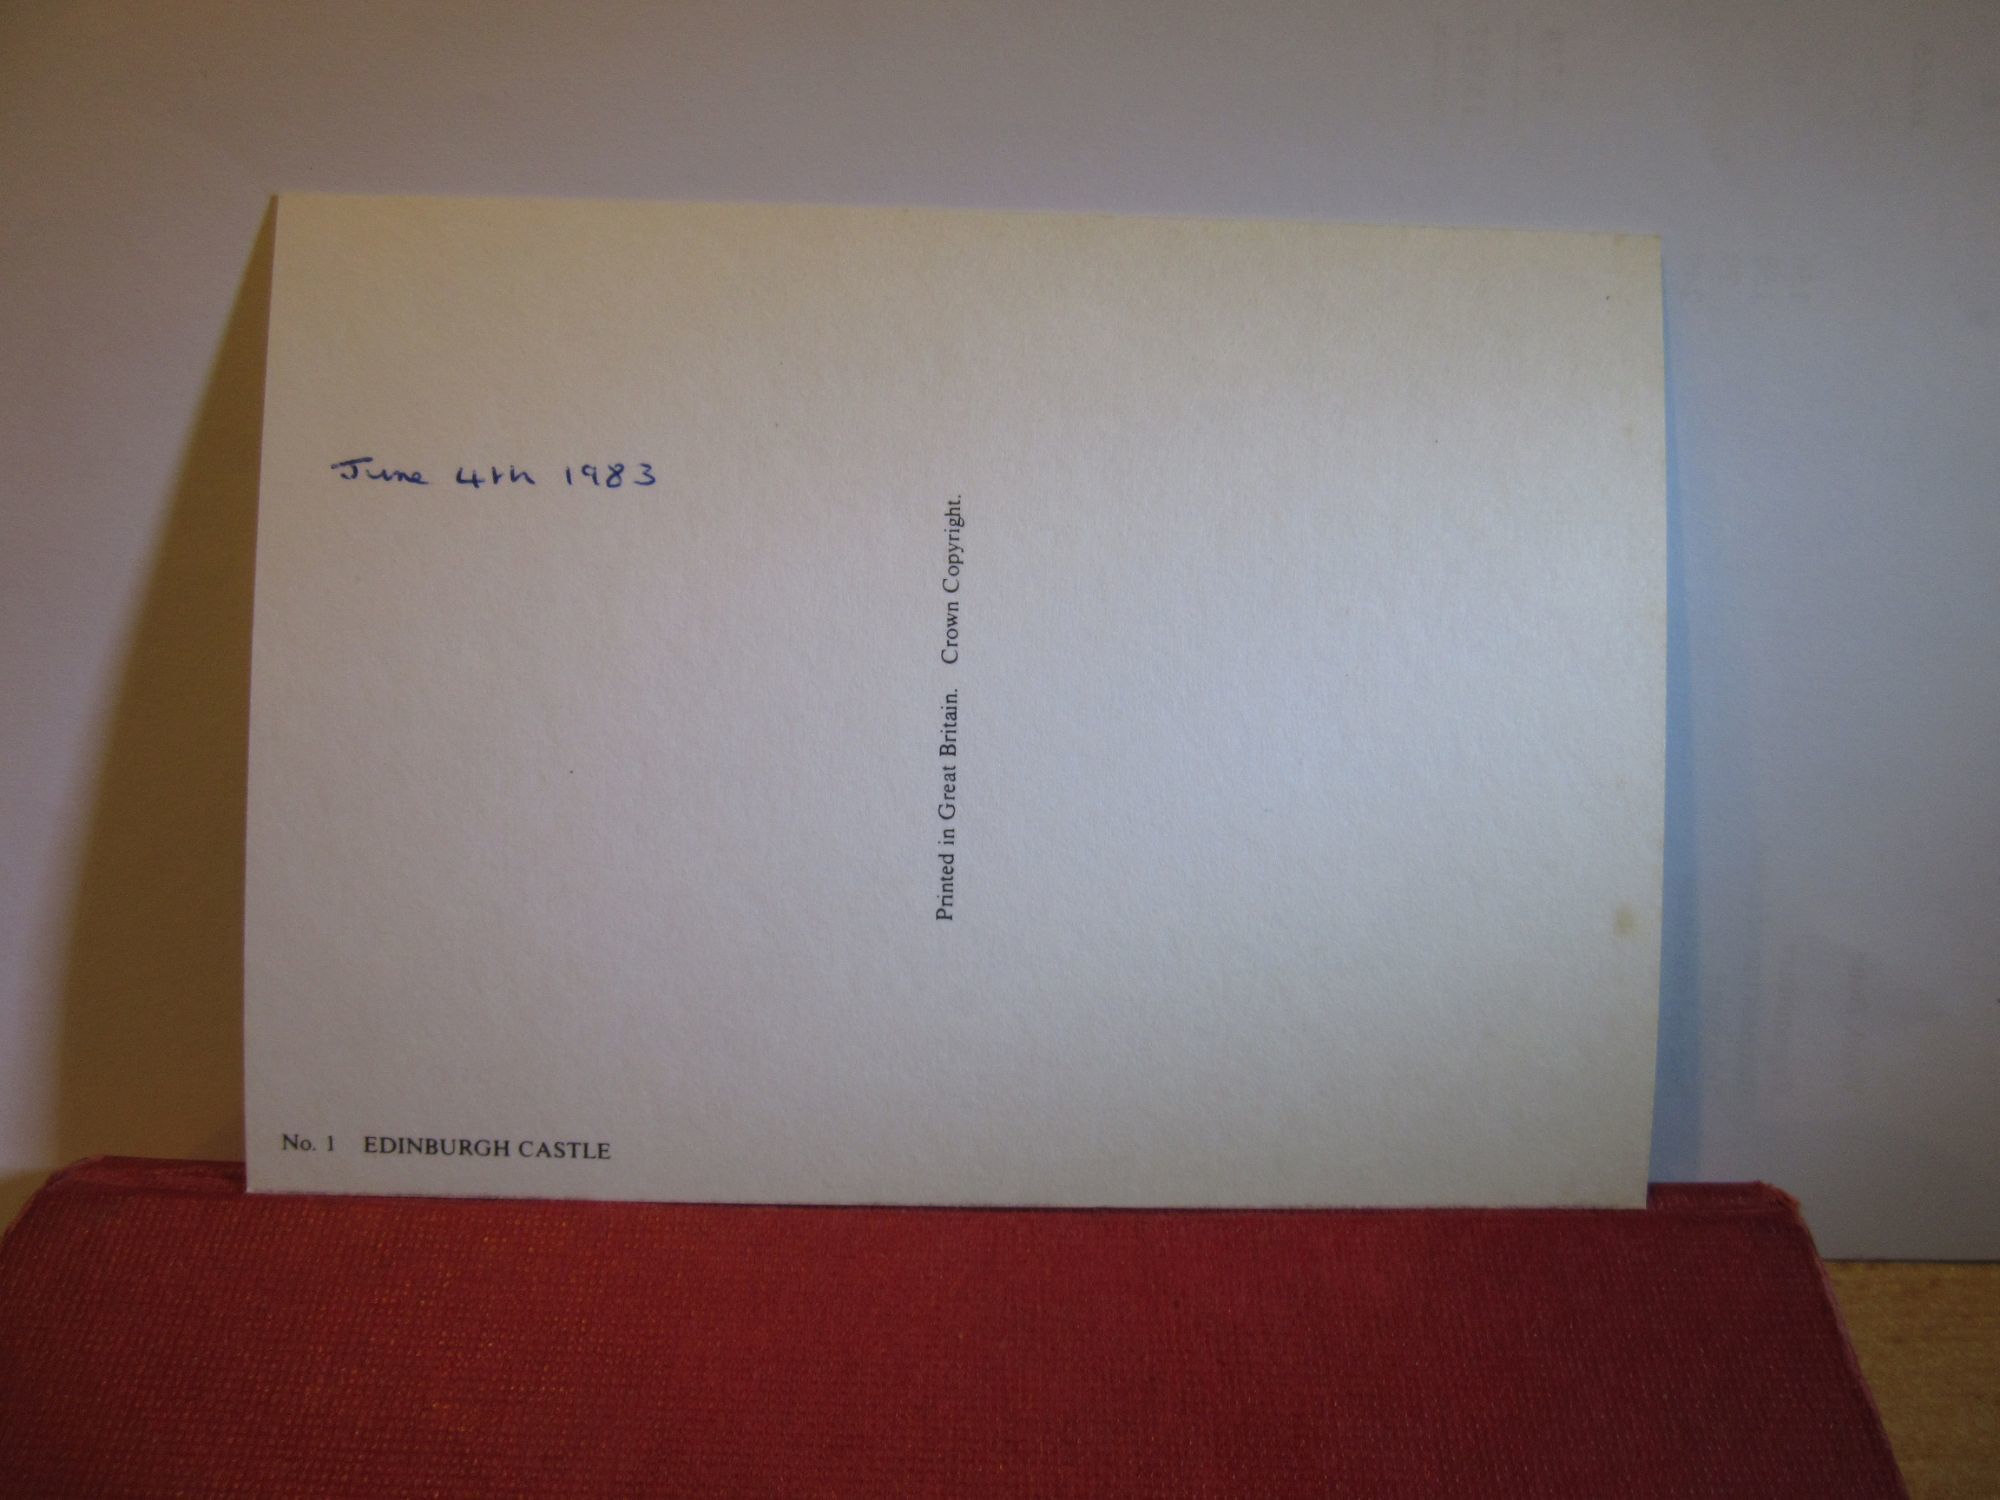 June 4th 1983
Printed in Great Britain. Crown Copyright.
No. 1 EDINBURGH CASTLE